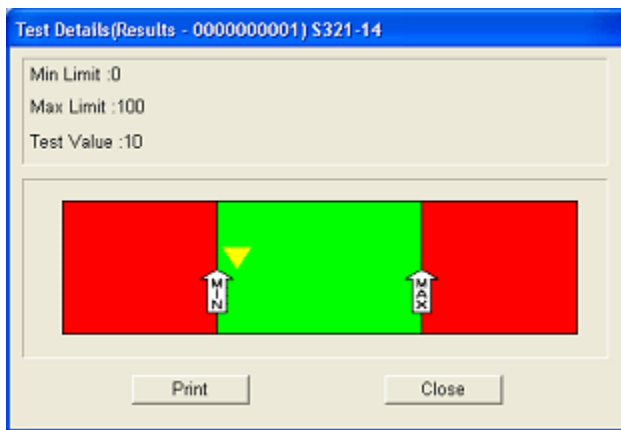 Test Details(Results - 0000000001) S321-14
Min Limit :0
Max Limit :100
Test Value :10
MIN
MAX
Print
Close